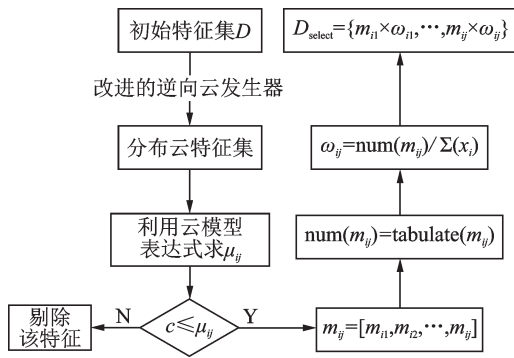 初始特征集D
改进的逆向云发生器
分布云特征集
利用云模型
表达式求μij
c≤μij
N
剔除
该特征
Y
mij=[mi1,mi2,…,mij]
num(mij)=tabulate(mij)
ωij=num(mij)/Σ(xi)
Dselect={mi1×ωi1,…,mij×ωij}